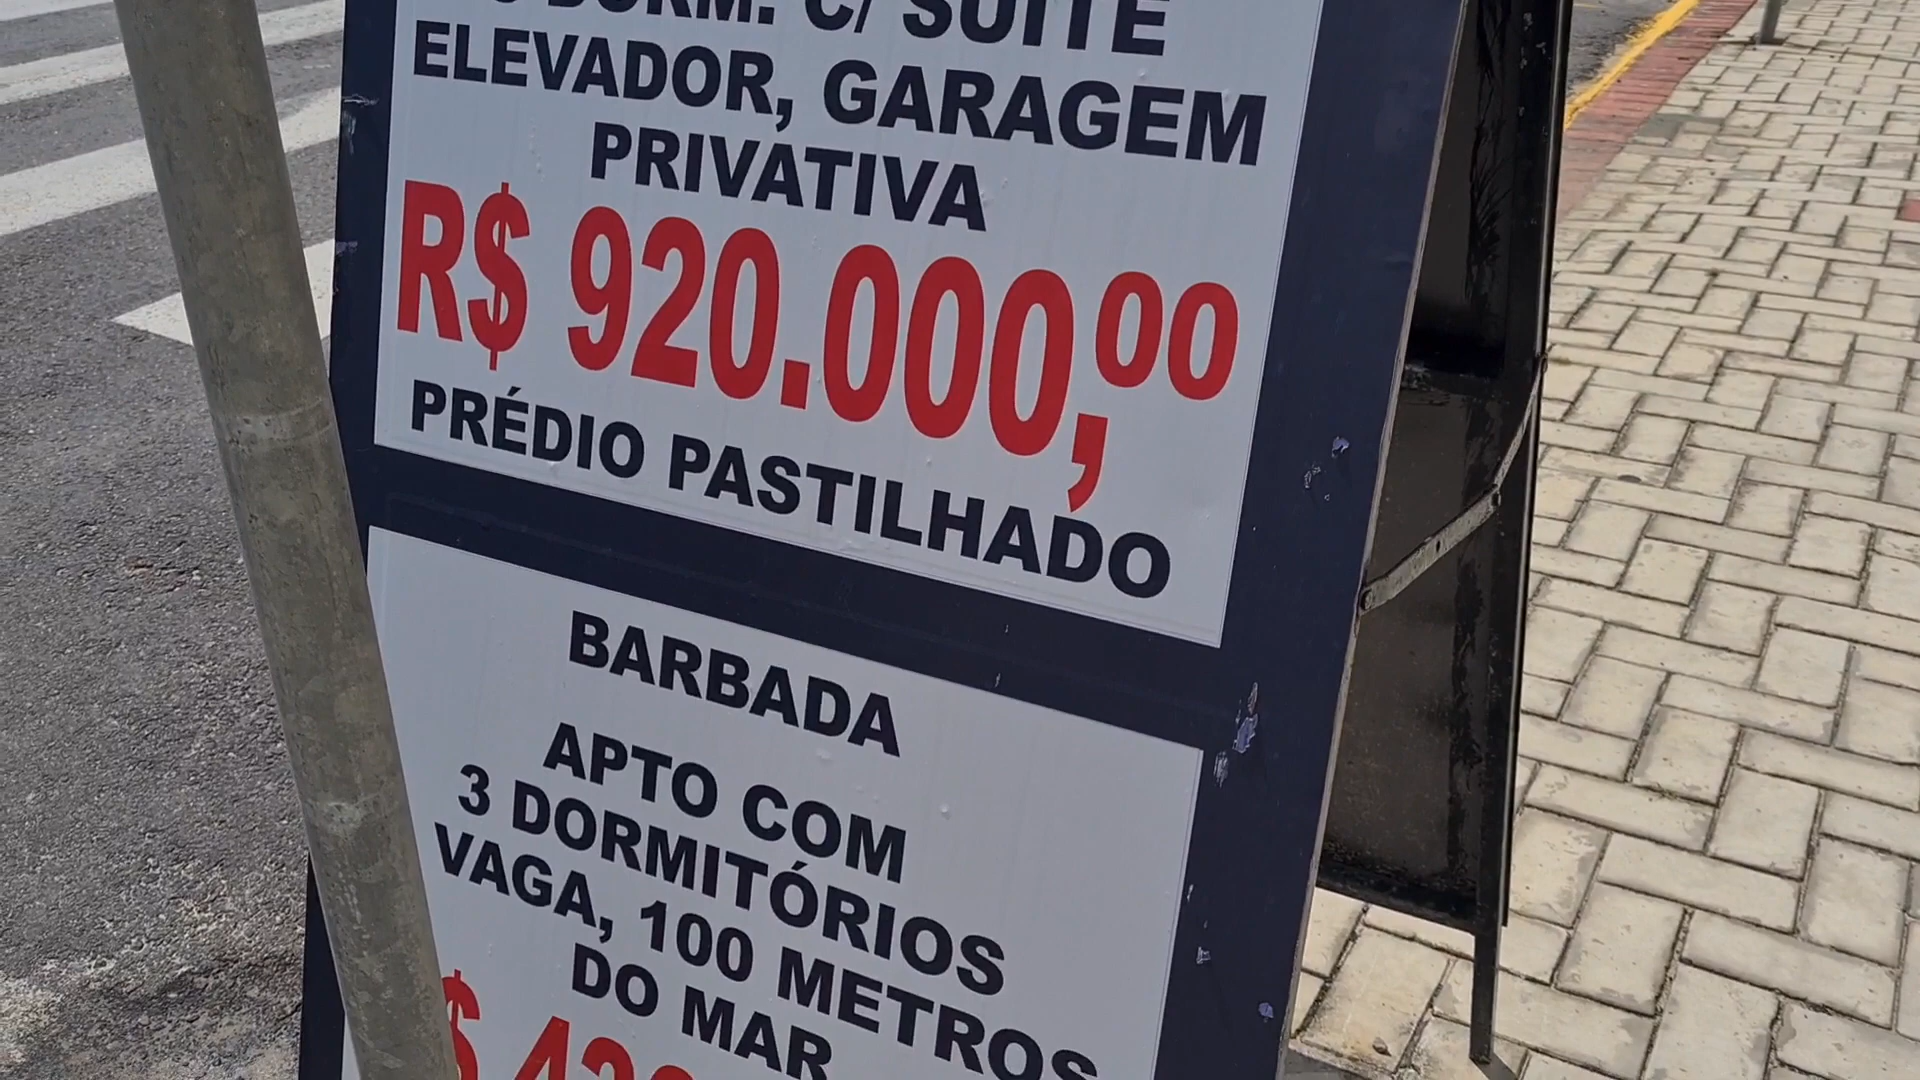 DORM. C/ SUITE
ELEVADOR, GARAGEM
PRIVATIVA
R$ 920.000,00
PRÉDIO PASTILHADO
BARBADA
APTO COM
3 DORMITÓRIOS
VAGA, 100 METROS
DO MAR